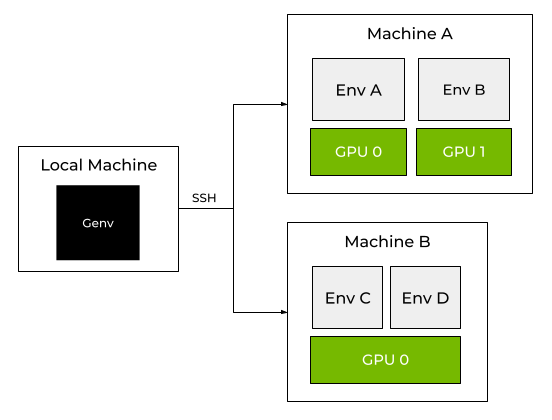 Machine A
Env A
Env B
GPU 0
GPU 1
Local Machine
Genv
SSH
Machine B
Env C
Env D
GPU 0